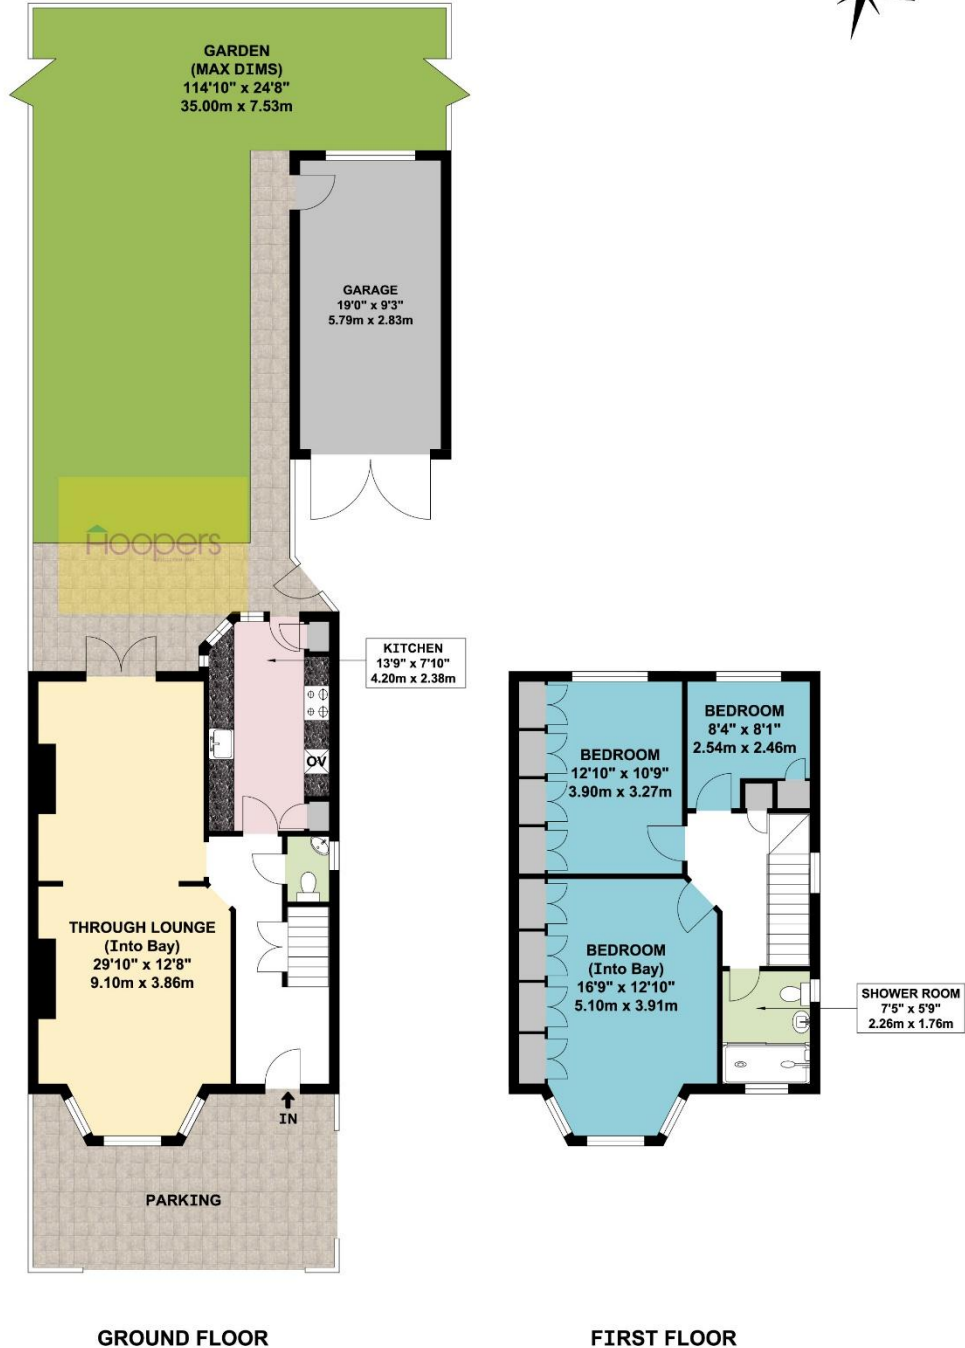 GARDEN
(MAX DIMS)
114'10" x 24'8"
35.00m x 7.53m
GARAGE
19'0" x 9'3"
5.79m x 2.83m
Hoopers
KITCHEN
13'9" x 7'10"
4.20m x 2.38m
OV
THROUGH LOUNGE
(Into Bay)
29'10" x 12'8"
9.10m x 3.86m
IN
PARKING
BEDROOM
8'4" x 8'1"
2.54m x 2.46m
BEDROOM
12'10" x 10'9"
3.90m x 3.27m
BEDROOM
(Into Bay)
16'9" x 12'10"
5.10m x 3.91m
SHOWER ROOM
7'5" x 5'9"
2.26m x 1.76m
GROUND FLOOR
FIRST FLOOR